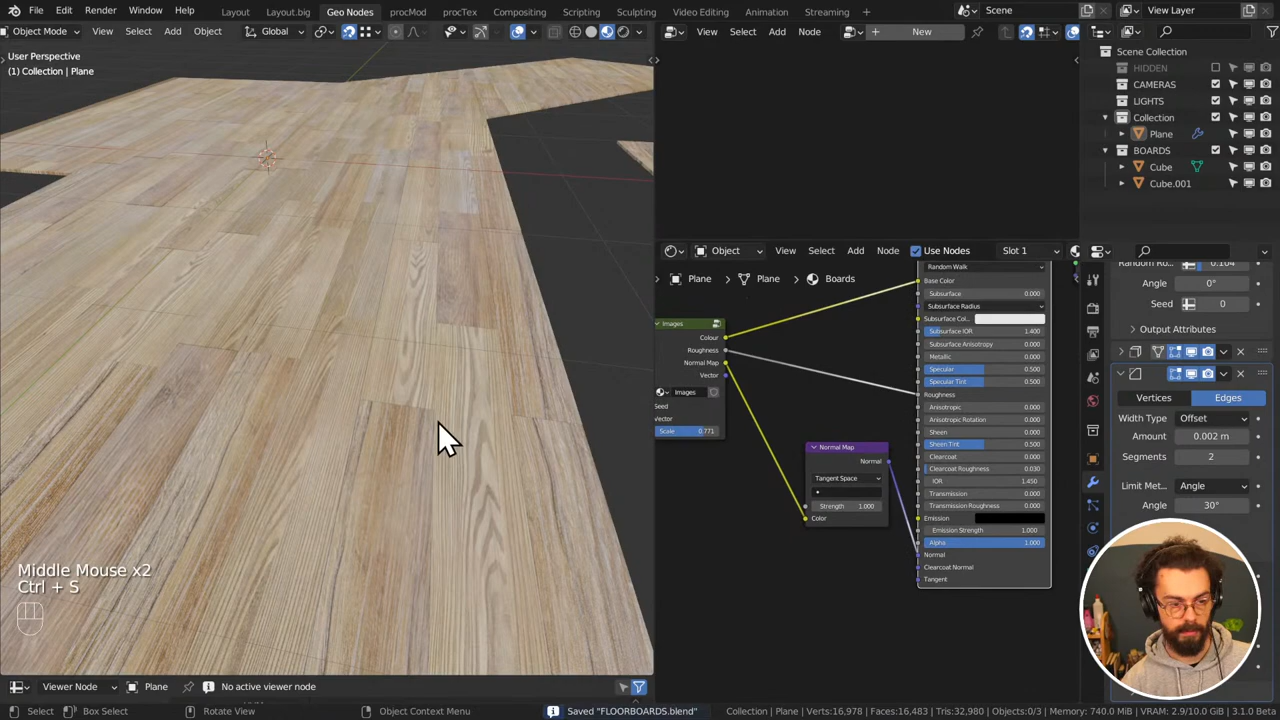 File Edit Render Window Help Layout Layout.big Geo Nodes procMod procTex Compositing Scripting Video Editing Animation Streaming Scene View Layer
Object Mode View Select Add Object Global View Select Add Node New
User Perspective
(1) Collection | Plane
Scene Collection
HIDDEN
CAMERAS
LIGHTS
Collection
Plane
BOARDS
Cube
Cube.001
Object View Select Add Node Use Nodes Slot 1
Plane Plane Boards
Images
Colour
Roughness
Normal Map
Vector
Images
Seed
Vector
Scale 0.771
Normal Map
Normal
Tangent Space
Strength 1.000
Color
Random Walk
Base Color
Subsurface 0.000
Subsurface Radius
Subsurface Col..
Subsurface IOR 1.400
Subsurface Anisotropy 0.000
Metallic 0.000
Specular 0.500
Specular Tint 0.500
Roughness
Anisotropic 0.000
Anisotropic Rotation 0.000
Sheen 0.000
Sheen Tint 0.500
Clearcoat 0.000
Clearcoat Roughness 0.030
IOR 1.450
Transmission 0.000
Transmission Roughness 0.000
Emission
Emission Strength 1.000
Alpha 1.000
Normal
Clearcoat Normal
Tangent
Random Ro... 0.104
Angle 0°
Seed 0
Output Attributes
Vertices Edges
Width Type Offset
Amount 0.002 m
Segments 2
Limit Met... Angle
Angle 30°
Middle Mouse x2
Ctrl + S
Viewer Node Plane No active viewer node
Select Box Select Rotate View Object Context Menu Saved "FLOORBOARDS.blend" Collection | Plane | Verts:16,978 | Faces:16,483 | Tris:32,980 | Objects:0/3 | Memory: 740.0 MiB | VRAM: 2.9/10.0 GiB | 3.1.0 Beta